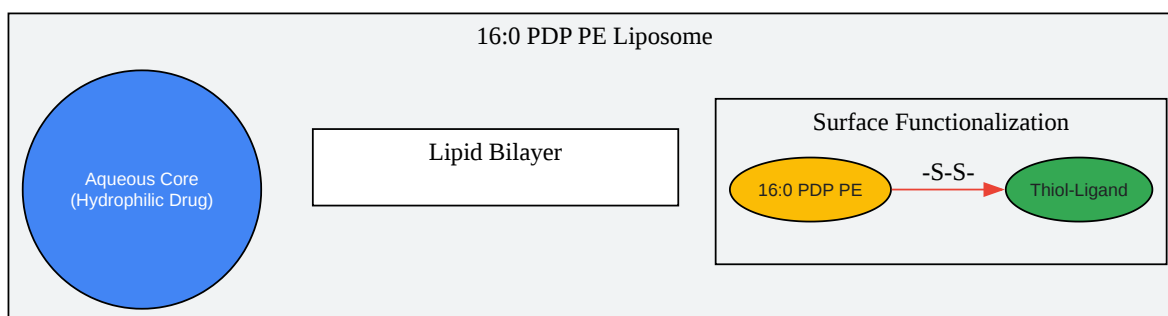 16:0 PDP PE Liposome
Aqueous Core
(Hydrophilic Drug)
Lipid Bilayer
Surface Functionalization
16:0 PDP PE
-S-S-
Thiol-Ligand